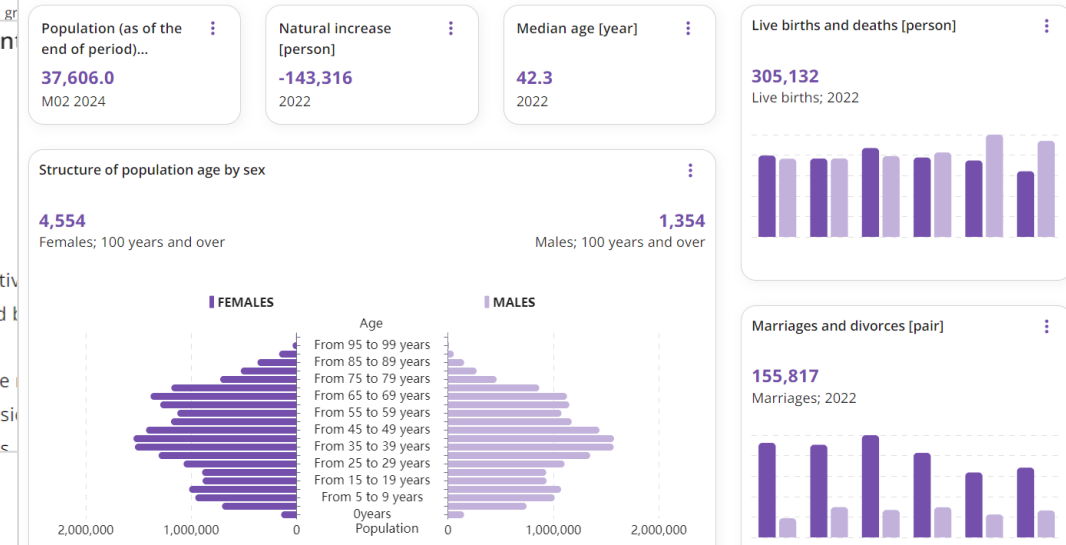 gr
nt
tiv
d b
e
sic
s
Population (as of the
end of period)...
37,606.0
M02 2024
Natural increase
[person]
-143,316
2022
Median age [year]
42.3
2022
Structure of population age by sex
4,554
Females; 100 years and over
1,354
Males; 100 years and over
FEMALES
MALES
Age
From 95 to 99 years
From 85 to 89 years
From 75 to 79 years
From 65 to 69 years
From 55 to 59 years
From 45 to 49 years
From 35 to 39 years
From 25 to 29 years
From 15 to 19 years
From 5 to 9 years
0years
2,000,000 1,000,000 0 Population 0 1,000,000 2,000,000
Live births and deaths [person]
305,132
Live births; 2022
Marriages and divorces [pair]
155,817
Marriages; 2022